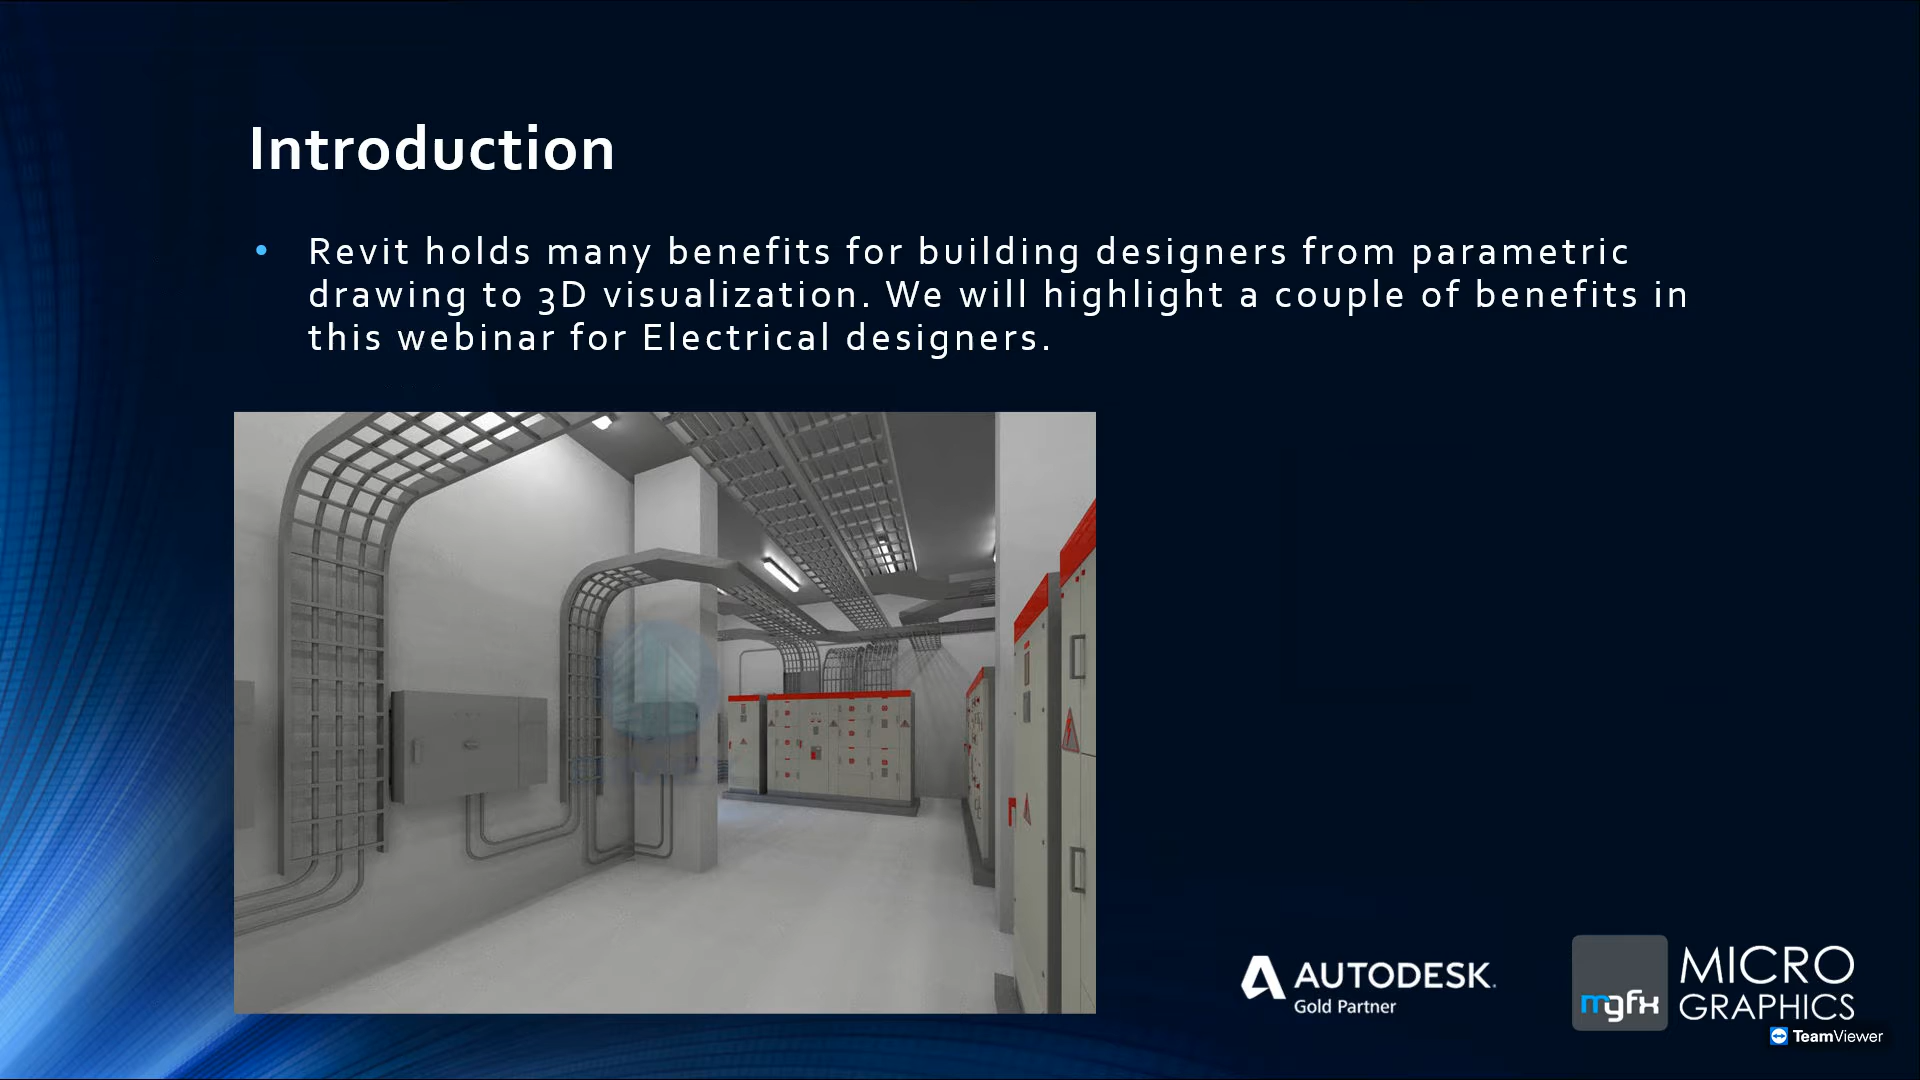 Introduction
• Revit holds many benefits for building designers from parametric
drawing to 3D visualization. We will highlight a couple of benefits in
this webinar for Electrical designers.
AUTODESK.
Gold Partner
mgfx
MICRO
GRAPHICS
TeamViewer